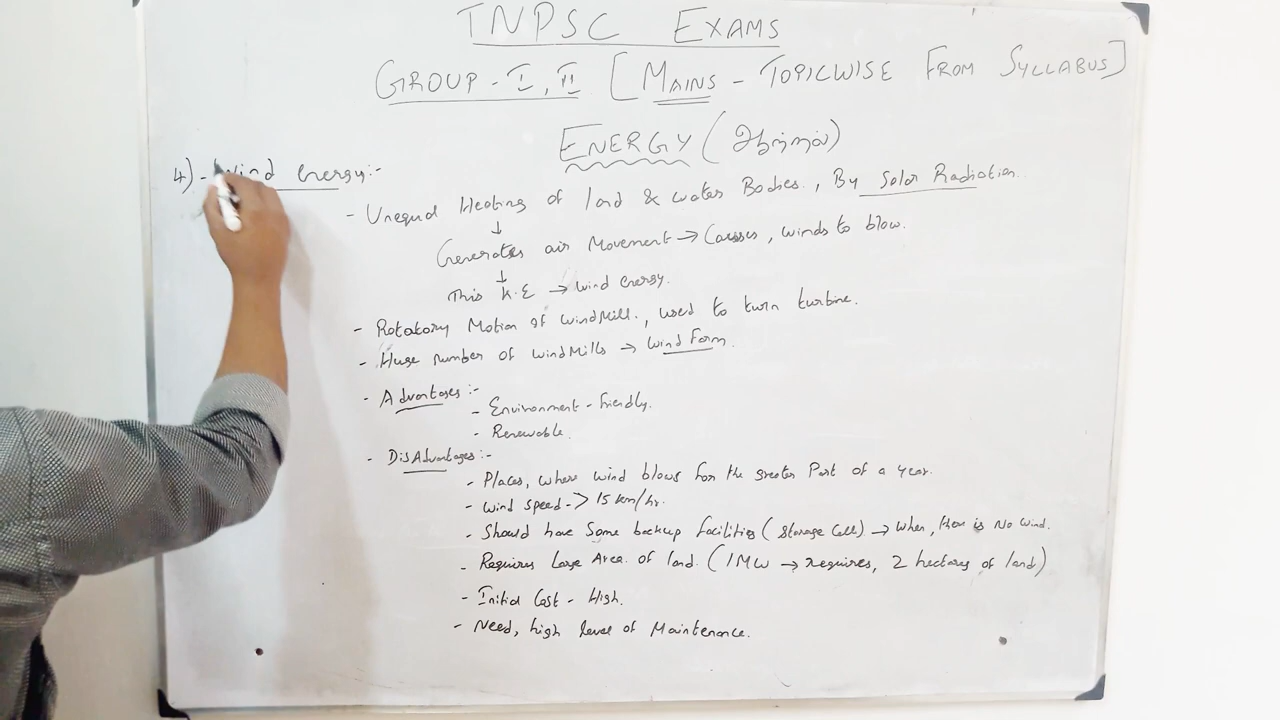 TNPSC EXAMS
GROUP - I, II [MAINS - TOPICWISE FROM SYLLABUS]
ENERGY (ஆற்றல்)
4) - Wind Energy :-
- Unequal Heating of land & water Bodies., By Solar Radiation.
↓
Generates air Movement → Causes, winds to blow.
↓
This K.E → wind energy.
- Rotatory Motion of windmill., used to turn turbine.
- Huge number of windmills → Wind Farm.
- Advantages :-
- Environment - friendly.
- Renewable.
- DisAdvantages :-
- Places, where wind blows for the greater Part of a year.
- wind speed -> 15 km/hr.
- Should have Some backup facilities (Storage Cell) → when, there is No wind.
- Requires Large Area of land. (1MW → requires, 2 hectares of land)
- Initial Cost - High.
- Need, high level of Maintenance.